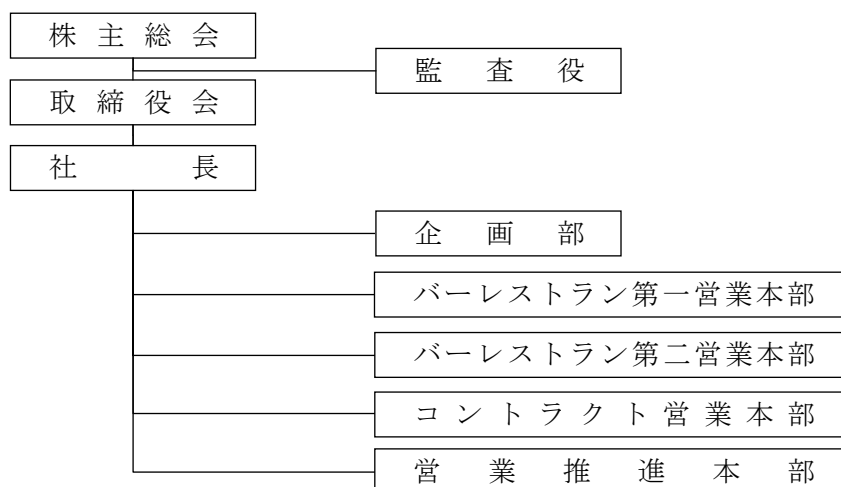 株主総会
監査役
取締役会
社長
企画部
バーレストラン第一営業本部
バーレストラン第二営業本部
コントラクト営業本部
営業推進本部